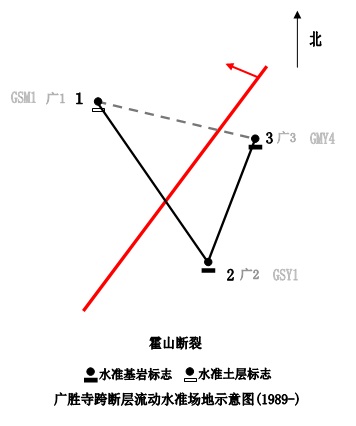 北
GSM1 广1 1
3 广3 GMY4
2 广2 GSY1
霍山断裂
水准基岩标志 水准土层标志
广胜寺跨断层流动水准场地示意图(1989-)